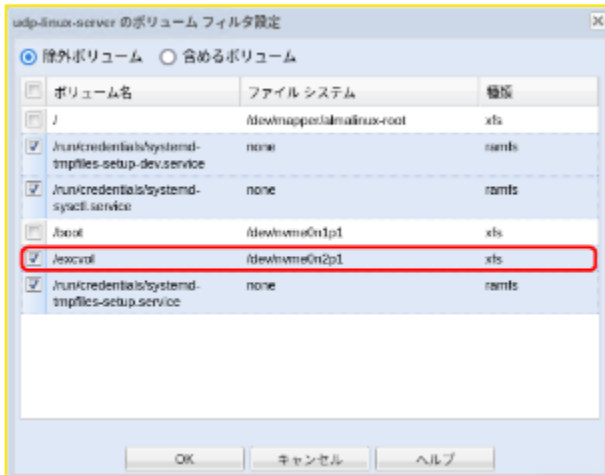 udp-linux-server のボリューム フィルタ設定
除外ボリューム 含めるボリューム
ボリューム名 ファイル システム 種類
/ /dev/mapper/almalinux-root xfs
/run/credentials/systemd- none ramfs
tmpfiles-setup-dev.service
/run/credentials/systemd- none ramfs
sysctl.service
/boot /dev/nvme0n1p1 xfs
/excvol /dev/nvme0n2p1 xfs
/run/credentials/systemd- none ramfs
tmpfiles-setup.service
OK キャンセル ヘルプ